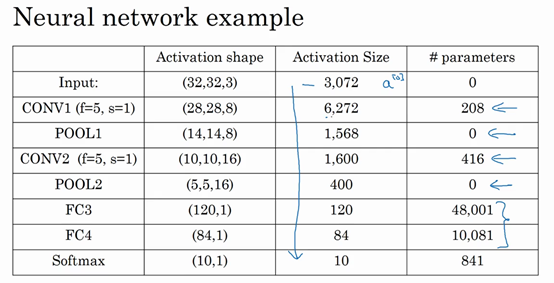 Neural network example
Activation shape Activation Size # parameters
Input: (32,32,3) 3,072 a[0] 0
CONV1 (f=5, s=1) (28,28,8) 6,272 208
POOL1 (14,14,8) 1,568 0
CONV2 (f=5, s=1) (10,10,16) 1,600 416
POOL2 (5,5,16) 400 0
FC3 (120,1) 120 48,001
FC4 (84,1) 84 10,081
Softmax (10,1) 10 841